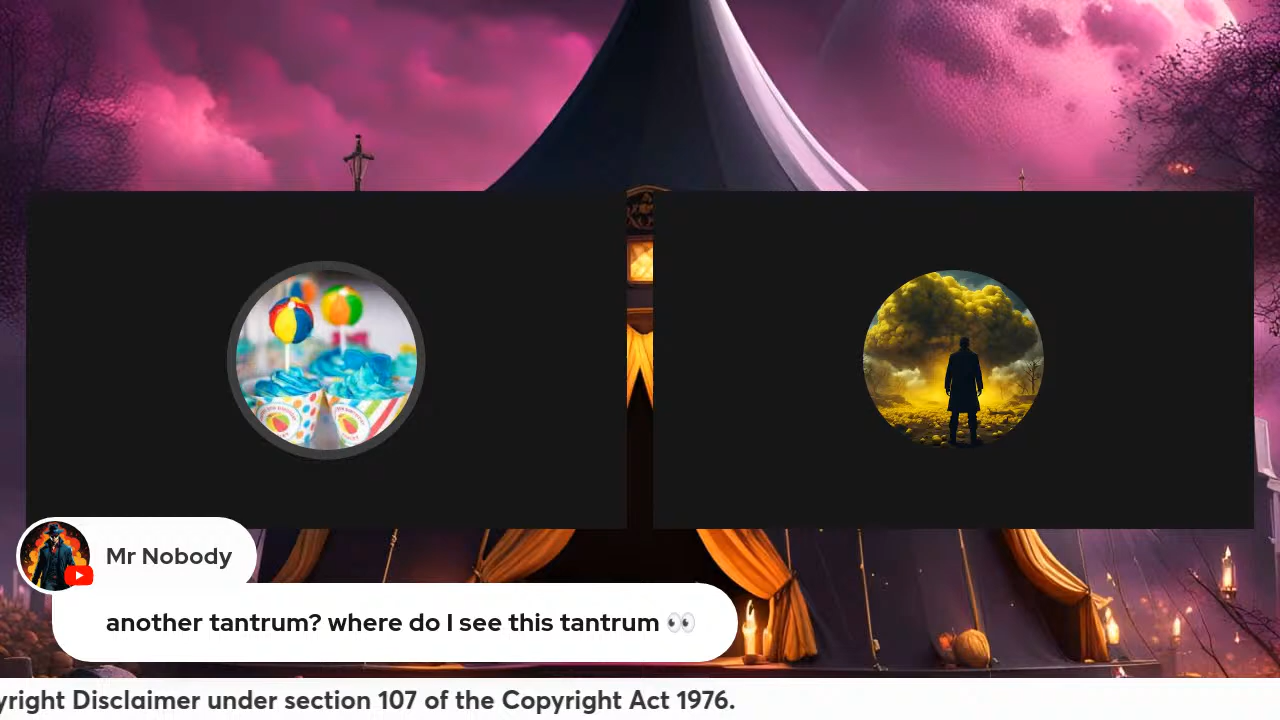 Mr Nobody
another tantrum? where do I see this tantrum 👀
yright Disclaimer under section 107 of the Copyright Act 1976.